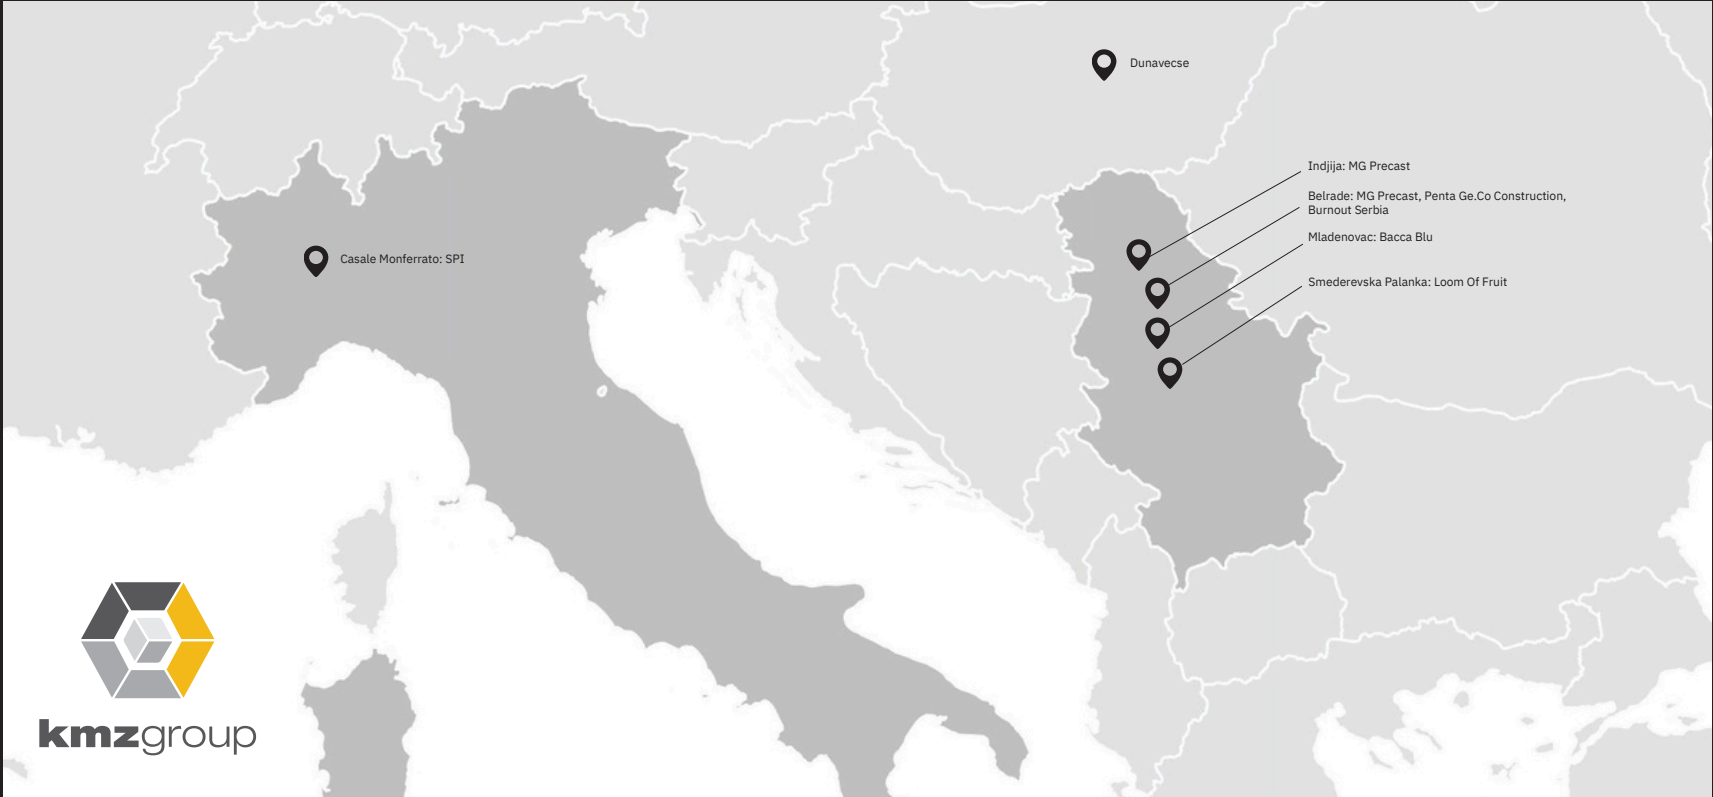 Dunavecse
Indjija: MG Precast
Belrade: MG Precast, Penta Ge.Co Construction,
Burnout Serbia
Mladenovac: Bacca Blu
Casale Monferrato: SPI
Smederevska Palanka: Loom Of Fruit
kmzgroup